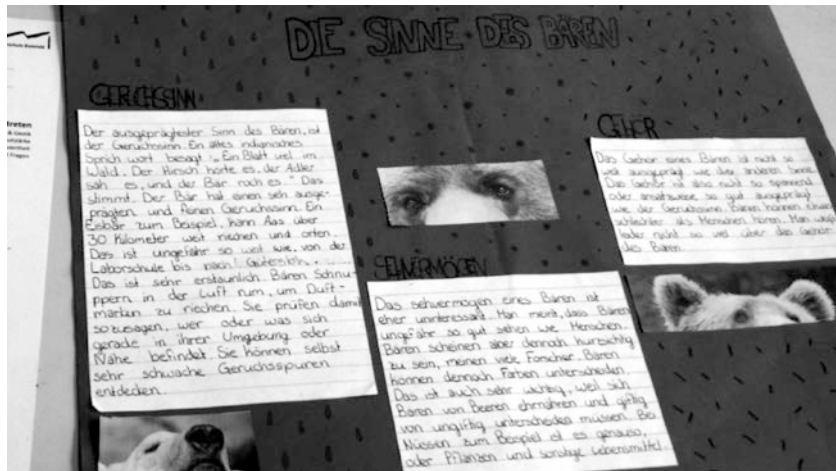 DIE SINNE DES BÄREN
GERUCHSSINN
Der ausgeprägtester Sinn des Bären, ist
der Geruchssinn. Ein altes indianisches
Sprich wort besagt: „Ein Blatt viel im
Wald. Der Hirsch hörte es, der Adler
sah es, und der Bär roch es." Das
stimmt. Der Bär hat einen seh ausge-
prägten und feinen Geruchssinn. Ein
Eisbär zum Beispiel, kann Aas über
30 Kilometer weit riechen und orten.
Das ist ungefähr so weit wie, von der
Laborschule bis nach Gütersloh.
Das ist sehr erstaunlich. Bären Schnu-
ppern in der Luft rum, um Duft-
marken zu riechen. Sie prüfen damit
sozusagen, wer oder was sich
gerade in ihrer Umgebung oder
Nähe befindet. Sie können selbst
sehr schwache Geruchsspuren
entdecken.
SEHVERMÖGEN
Das sehvermögen eines Bären ist
eher uninteressant. Man meint, dass Bären
ungefähr so gut sehen wie Menschen.
Bären scheinen aber dennoch kurzsichtig
zu sein, meinen viele Forscher. Bären
können dennoch Farben unterscheiden.
Das ist auch sehr wichtig, weil sich
Bären von Beeren ehrnähren und giftig
von ungiftig unterscheiden müssen. Bei
Nüssen zum Beispiel ist es genauso,
oder Pflanzen und sonstige Lebensmittel.
GEHÖR
Das Gehör eines Bären ist nicht so
weit ausgeprägt wie die anderen Sinne.
Das Gehör ist also nicht so spannend
oder ansatzweise so gut ausgeprägt
wie der Geruchssinn. Bären können etwas
schlechter als Menschen hören. Man weiß
leider nicht so viel über das Gehör
des Bären.